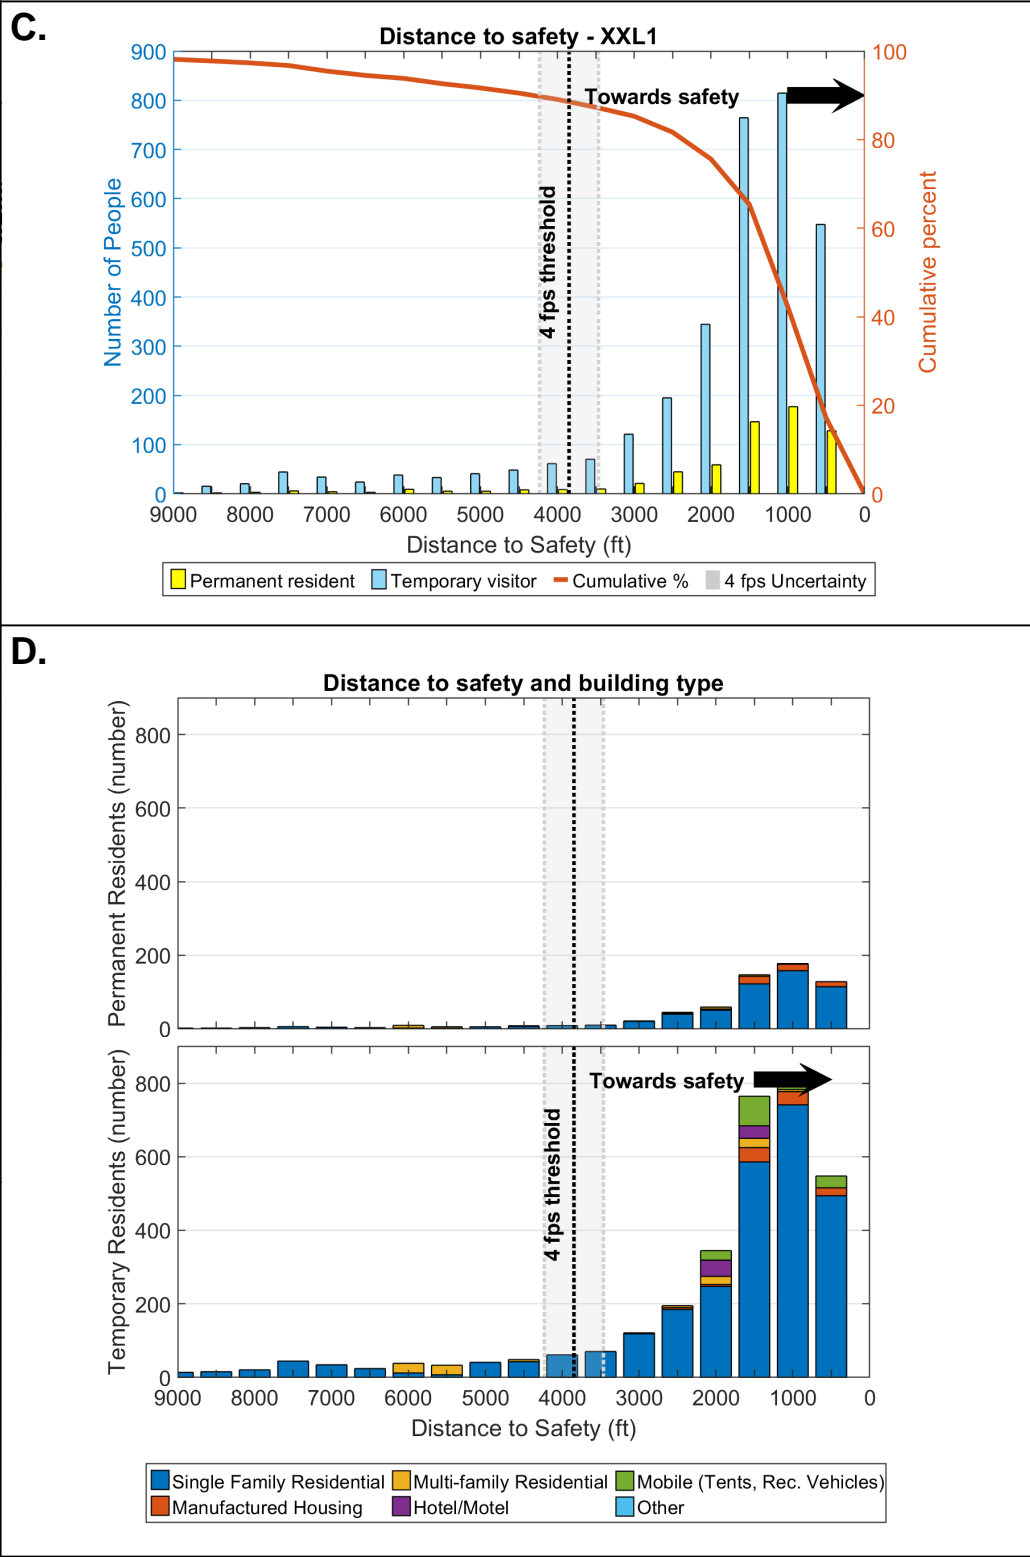 C.
Distance to safety - XXL1
900
800
700
600
500
400
300
200
100
0
Number of People
100
80
60
40
20
0
Cumulative percent
Towards safety
4 fps threshold
9000 8000 7000 6000 5000 4000 3000 2000 1000 0
Distance to Safety (ft)
Permanent resident Temporary visitor Cumulative % 4 fps Uncertainty
D.
Distance to safety and building type
Permanent Residents (number)
800
600
400
200
0
Temporary Residents (number)
800
600
400
200
0
Towards safety
4 fps threshold
9000 8000 7000 6000 5000 4000 3000 2000 1000 0
Distance to Safety (ft)
Single Family Residential Multi-family Residential Mobile (Tents, Rec. Vehicles)
Manufactured Housing Hotel/Motel Other